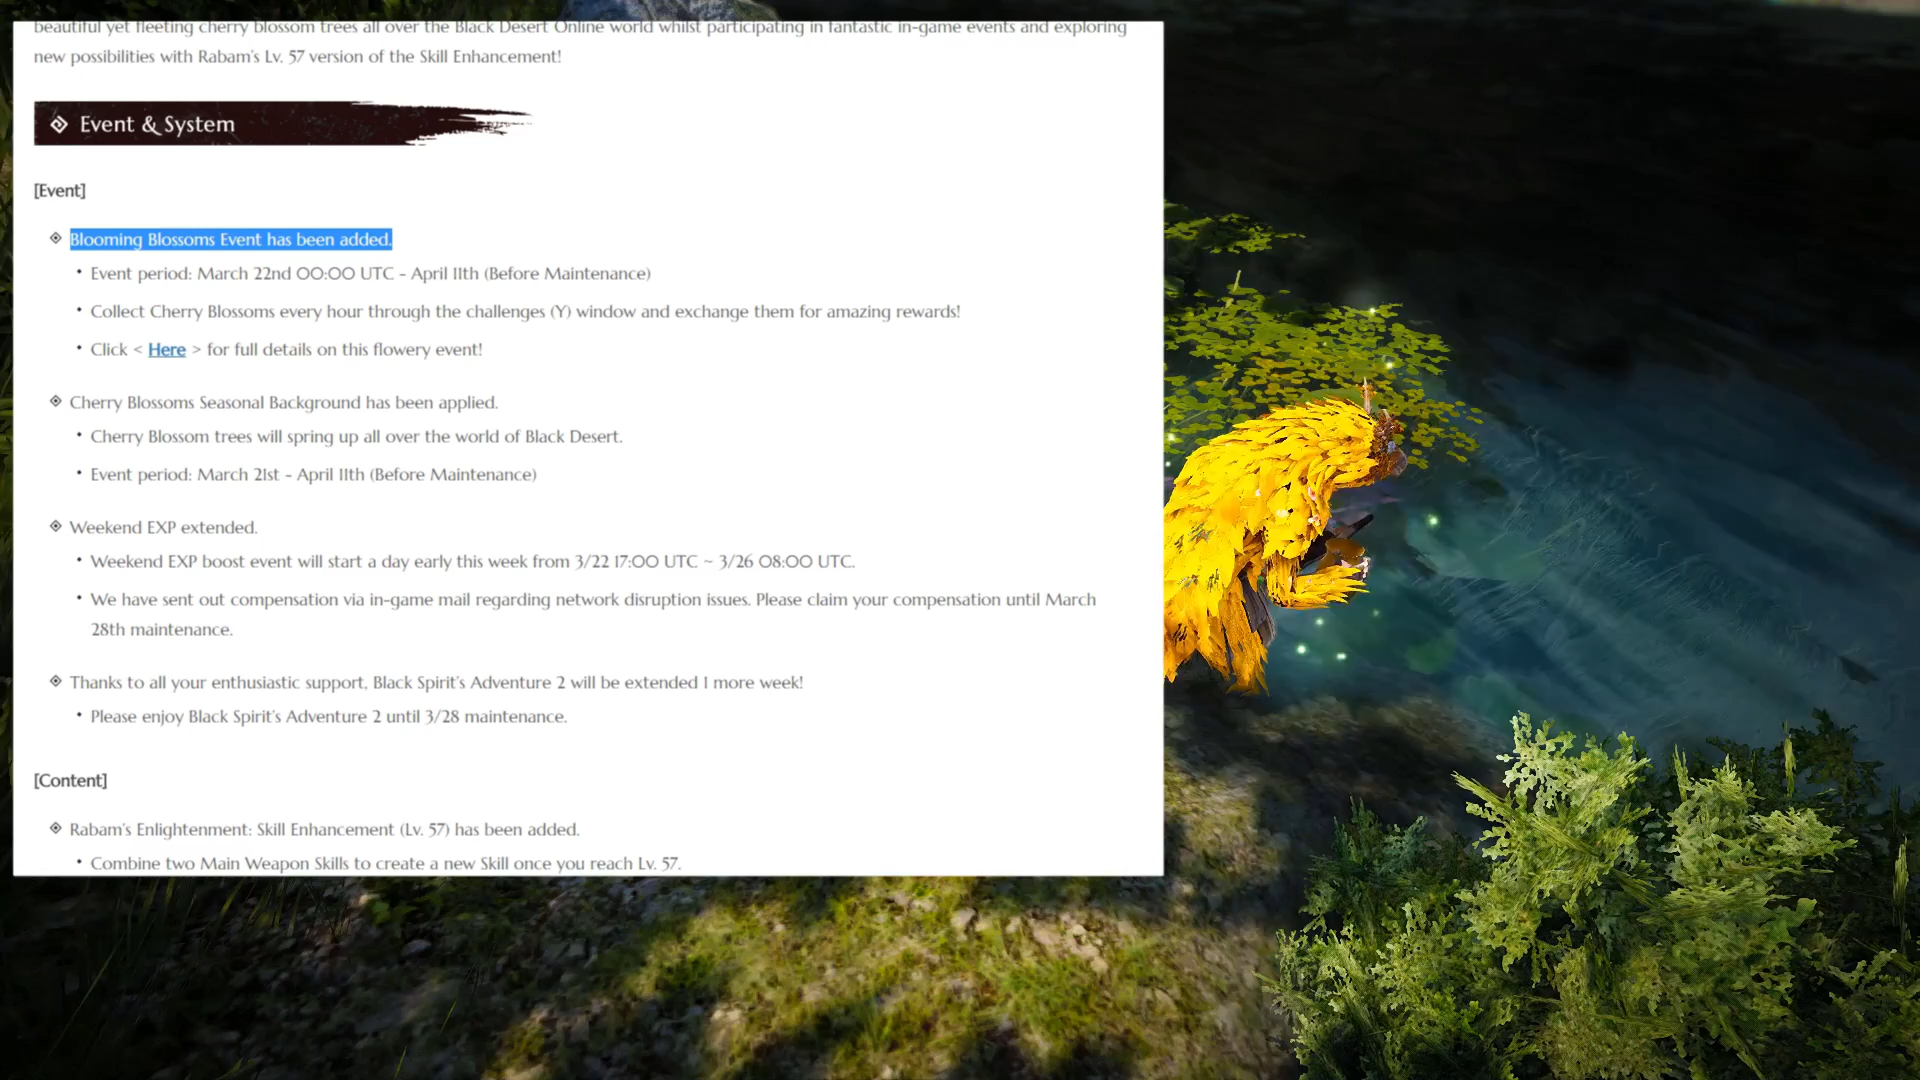 beautiful yet fleeting cherry blossom trees all over the Black Desert Online world whilst participating in fantastic in-game events and exploring
new possibilities with Rabam's Lv. 57 version of the Skill Enhancement!
Event & System
[Event]
Blooming Blossoms Event has been added.
Event period: March 22nd 00:00 UTC - April 11th (Before Maintenance)
Collect Cherry Blossoms every hour through the challenges (Y) window and exchange them for amazing rewards!
Click < Here > for full details on this flowery event!
Cherry Blossoms Seasonal Background has been applied.
Cherry Blossom trees will spring up all over the world of Black Desert.
Event period: March 21st - April 11th (Before Maintenance)
Weekend EXP extended.
Weekend EXP boost event will start a day early this week from 3/22 17:00 UTC ~ 3/26 08:00 UTC.
We have sent out compensation via in-game mail regarding network disruption issues. Please claim your compensation until March
28th maintenance.
Thanks to all your enthusiastic support, Black Spirit's Adventure 2 will be extended 1 more week!
Please enjoy Black Spirit's Adventure 2 until 3/28 maintenance.
[Content]
Rabam's Enlightenment: Skill Enhancement (Lv. 57) has been added.
Combine two Main Weapon Skills to create a new Skill once you reach Lv. 57.